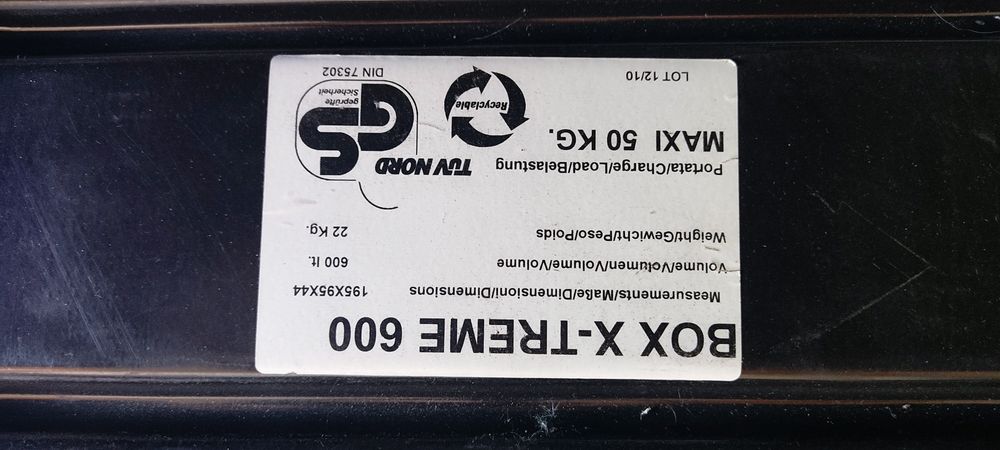 BOX X-TREME 600
Measurements/Maße/Dimensioni/Dimensions 195X95X44
Volume/Volumen/Volume/Volume 600 lt.
Weight/Gewicht/Peso/Poids 22 Kg.
Portata/Charge/Load/Belastung
MAXI 50 KG.
LOT 12/10
Recyclable
TÜV NORD
GS
geprüfte
Sicherheit
DIN 75302